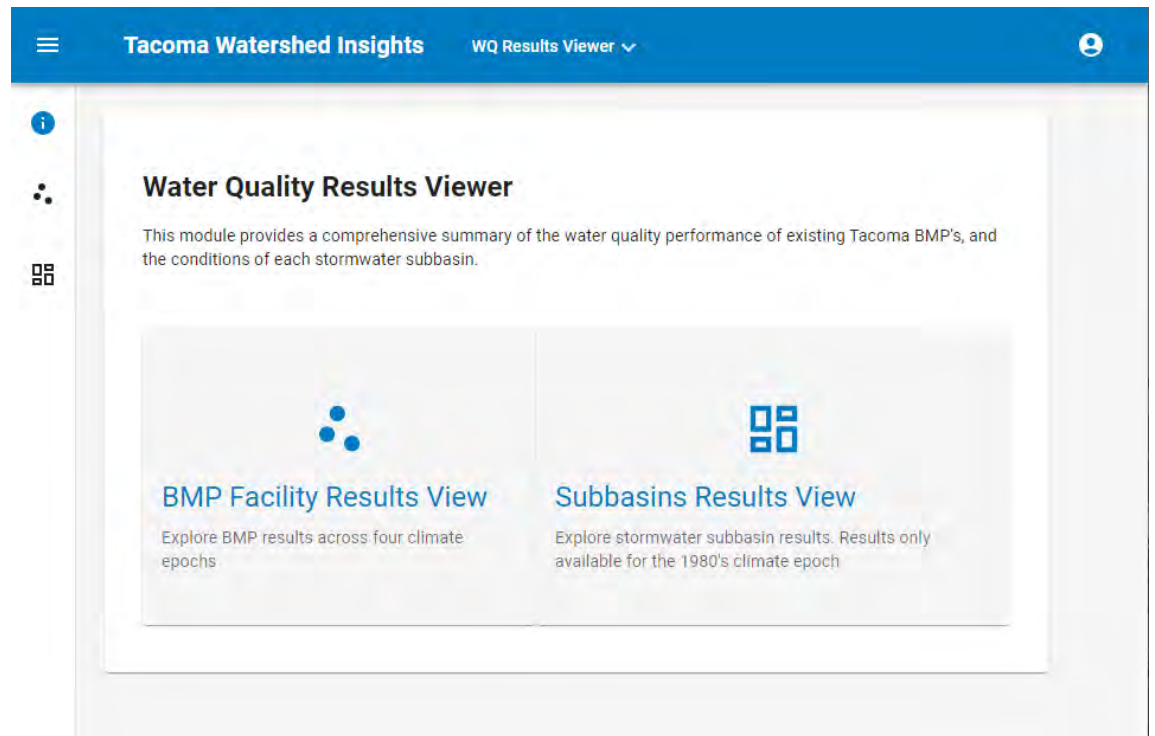 Tacoma Watershed Insights WQ Results Viewer
Water Quality Results Viewer
This module provides a comprehensive summary of the water quality performance of existing Tacoma BMP's, and
the conditions of each stormwater subbasin.
BMP Facility Results View
Explore BMP results across four climate
epochs
Subbasins Results View
Explore stormwater subbasin results. Results only
available for the 1980's climate epoch